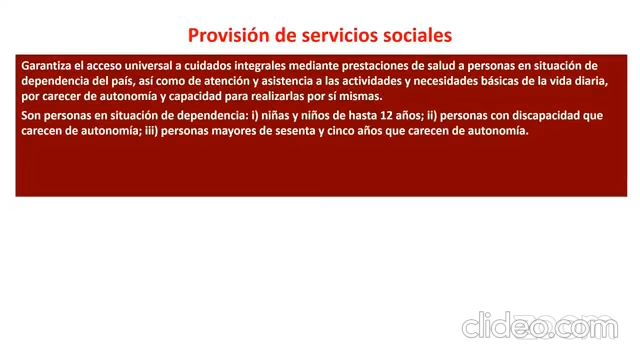 Provisión de servicios sociales
Garantiza el acceso universal a cuidados integrales mediante prestaciones de salud a personas en situación de
dependencia del país, así como de atención y asistencia a las actividades y necesidades básicas de la vida diaria,
por carecer de autonomía y capacidad para realizarlas por sí mismas.
Son personas en situación de dependencia: i) niñas y niños de hasta 12 años; ii) personas con discapacidad que
carecen de autonomía; iii) personas mayores de sesenta y cinco años que carecen de autonomía.
clideo.com